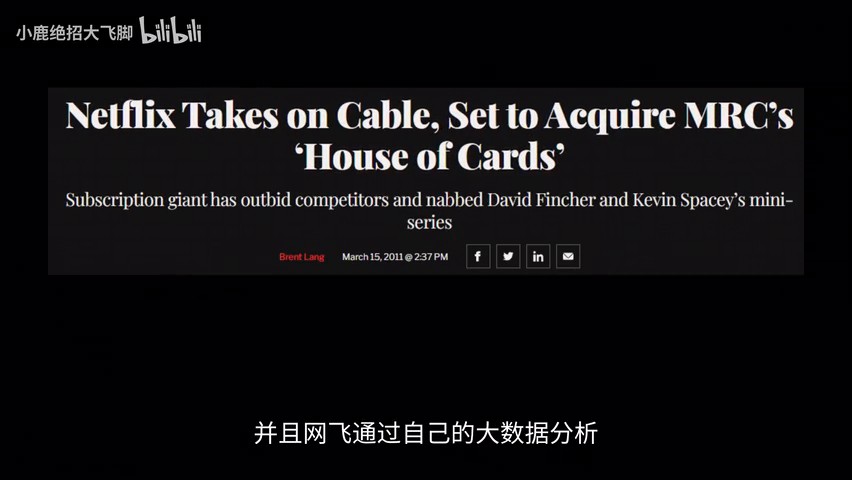 小鹿绝招大飞脚 bilibili
Netflix Takes on Cable, Set to Acquire MRC’s
‘House of Cards’
Subscription giant has outbid competitors and nabbed David Fincher and Kevin Spacey’s mini-
series
Brent Lang March 15, 2011 @ 2:37 PM f in
并且网飞通过自己的大数据分析